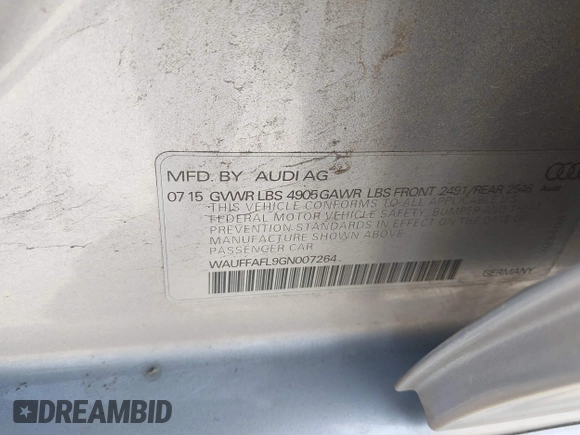 MFD. BY AUDI AG
07 15 GVWR LBS 4905 GAWR LBS FRONT 2491/REAR 2546
THIS VEHICLE CONFORMS TO ALL APPLICABLE
FEDERAL MOTOR VEHICLE SAFETY, BUMPER AND THEFT
PREVENTION STANDARDS IN EFFECT ON THE DATE OF
MANUFACTURE SHOWN ABOVE
PASSENGER CAR
WAUFFAFL9GN007264
GERMANY
Audi
DREAMBID